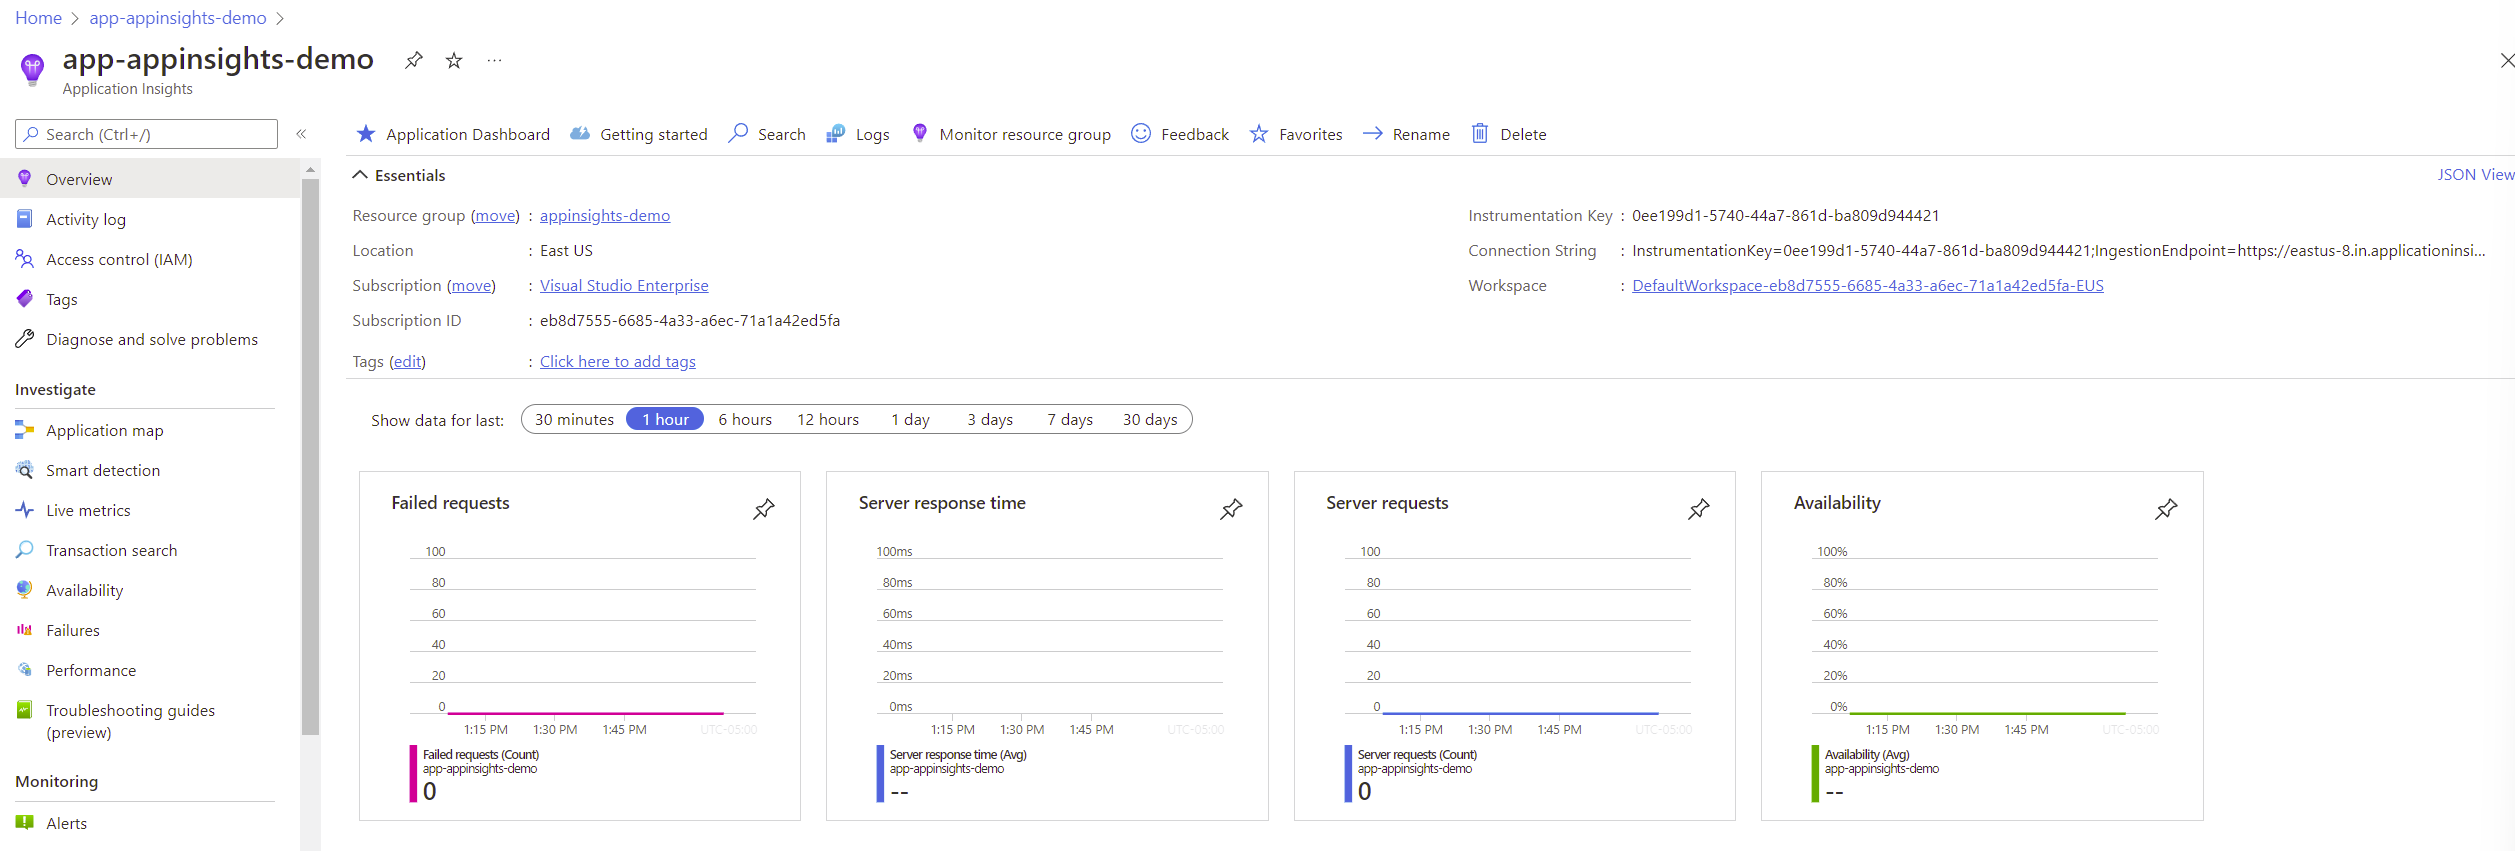 Home > app-appinsights-demo >
app-appinsights-demo
Application Insights
Search (Ctrl+/)
Overview
Activity log
Access control (IAM)
Tags
Diagnose and solve problems
Investigate
Application map
Smart detection
Live metrics
Transaction search
Availability
Failures
Performance
Troubleshooting guides
(preview)
Monitoring
Alerts
Application Dashboard Getting started Search Logs Monitor resource group Feedback Favorites Rename Delete
Essentials
JSON View
Resource group (move) : appinsights-demo
Location : East US
Subscription (move) : Visual Studio Enterprise
Subscription ID : eb8d7555-6685-4a33-a6ec-71a1a42ed5fa
Tags (edit) : Click here to add tags
Instrumentation Key : 0ee199d1-5740-44a7-861d-ba809d944421
Connection String : InstrumentationKey=0ee199d1-5740-44a7-861d-ba809d944421;IngestionEndpoint=https://eastus-8.in.applicationinsi...
Workspace : DefaultWorkspace-eb8d7555-6685-4a33-a6ec-71a1a42ed5fa-EUS
Show data for last: 30 minutes 1 hour 6 hours 12 hours 1 day 3 days 7 days 30 days
Failed requests
100
80
60
40
20
0
1:15 PM 1:30 PM 1:45 PM UTC-05:00
Failed requests (Count)
app-appinsights-demo
0
Server response time
100ms
80ms
60ms
40ms
20ms
0ms
1:15 PM 1:30 PM 1:45 PM UTC-05:00
Server response time (Avg)
app-appinsights-demo
--
Server requests
100
80
60
40
20
0
1:15 PM 1:30 PM 1:45 PM UTC-05:00
Server requests (Count)
app-appinsights-demo
0
Availability
100%
80%
60%
40%
20%
0%
1:15 PM 1:30 PM 1:45 PM UTC-05:00
Availability (Avg)
app-appinsights-demo
--